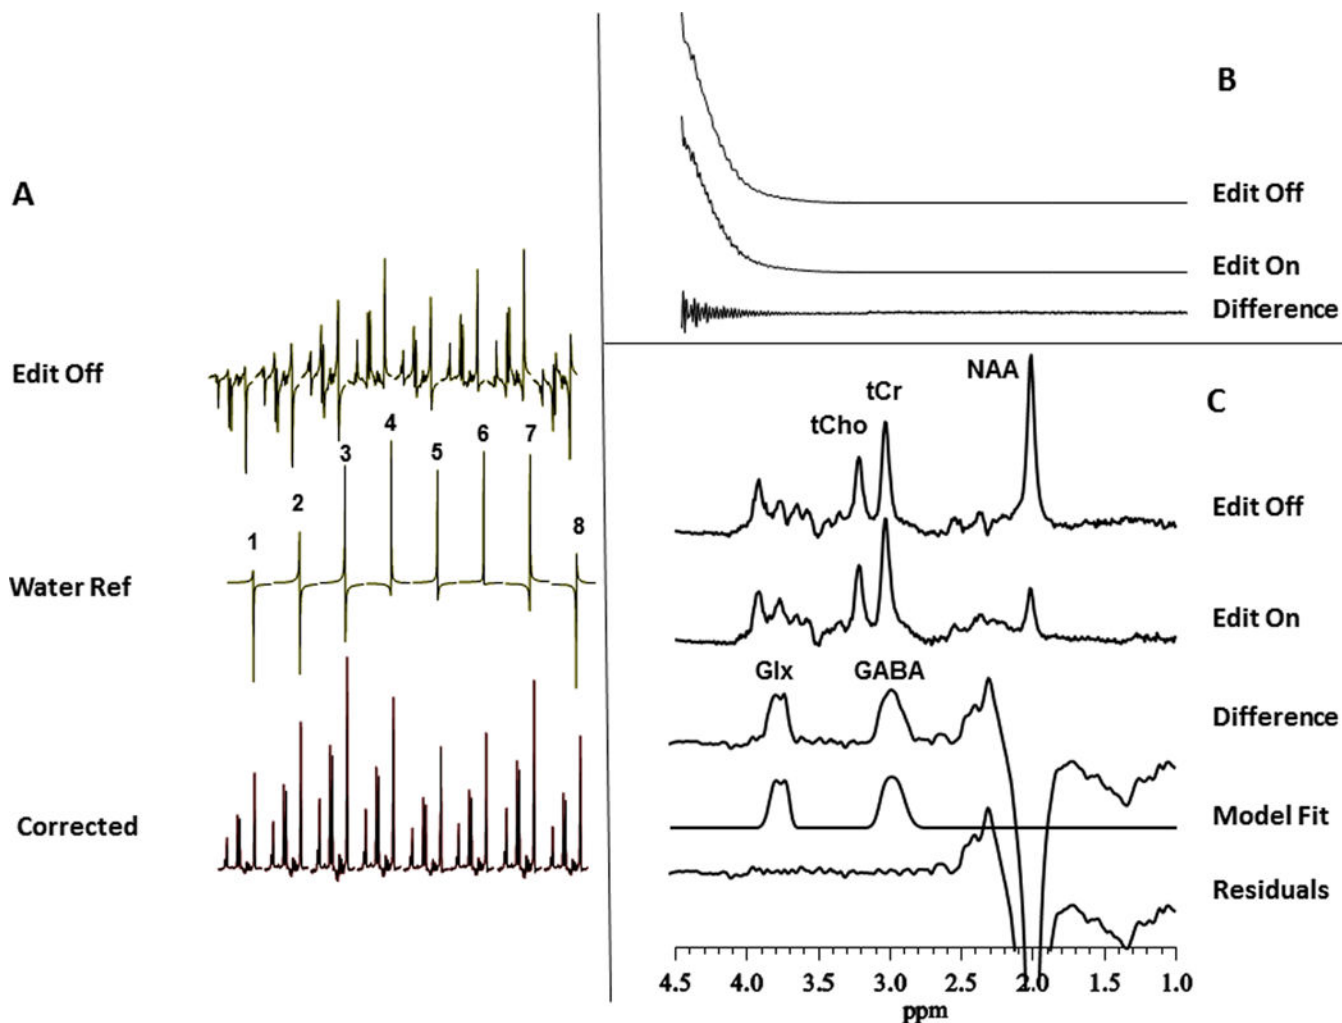 A
Edit Off
1
2
3
4
5
6
7
8
Water Ref
Corrected
B
Edit Off
Edit On
Difference
C
NAA
tCr
tCho
Edit Off
Edit On
Glx GABA
Difference
Model Fit
Residuals
4.5 4.0 3.5 3.0 2.5 2.0 1.5 1.0
ppm